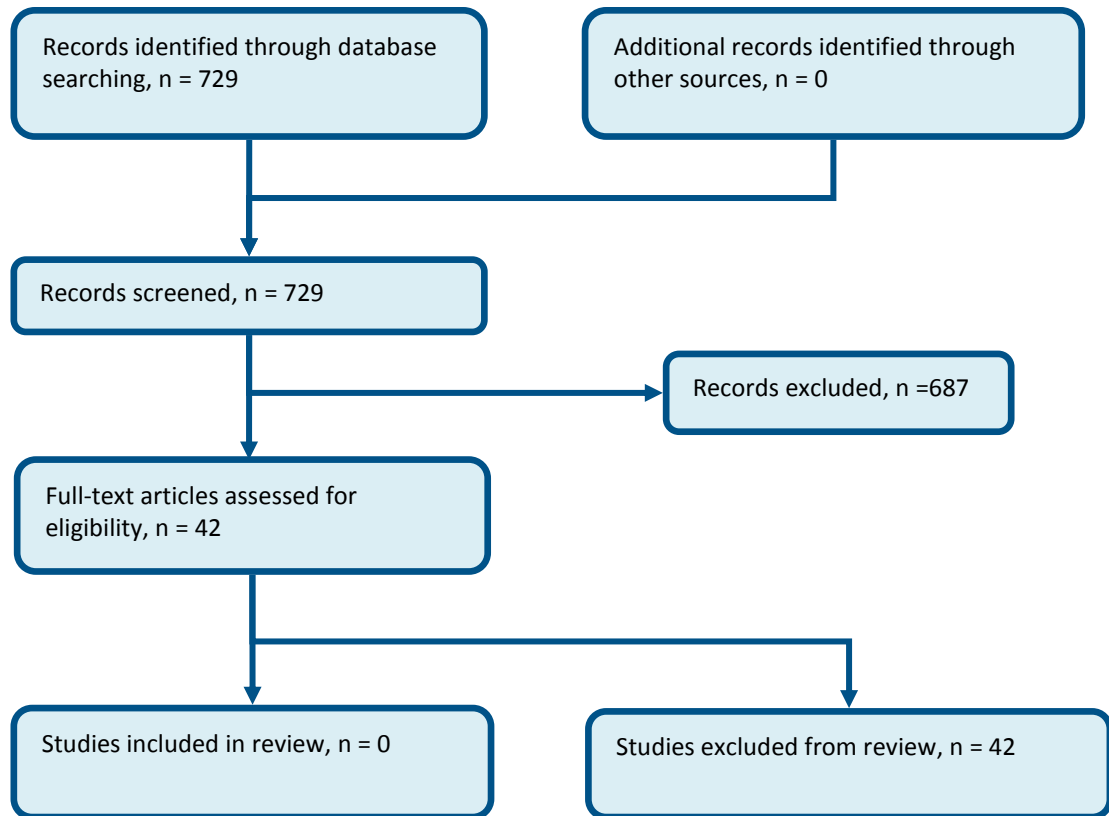 Records identified through database
searching, n = 729
Additional records identified through
other sources, n = 0
Records screened, n = 729
Records excluded, n =687
Full-text articles assessed for
eligibility, n = 42
Studies included in review, n = 0
Studies excluded from review, n = 42